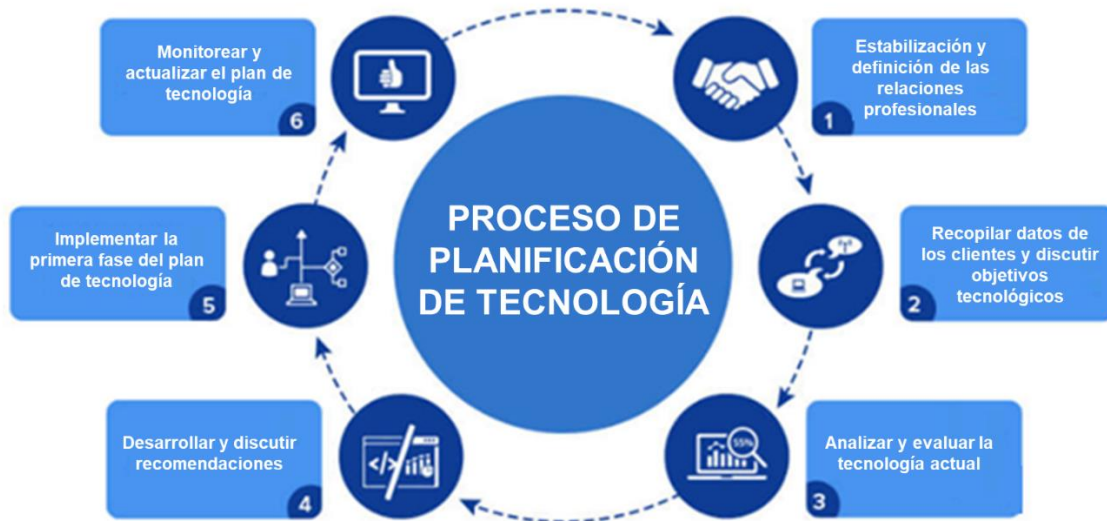 PROCESO DE
PLANIFICACIÓN
DE TECNOLOGÍA
Estabilización y
definición de las
relaciones
profesionales
1
Recopilar datos de
los clientes y discutir
objetivos
tecnológicos
2
55%
Analizar y evaluar la
tecnología actual
3
</>
Desarrollar y discutir
recomendaciones
4
Implementar la
primera fase del plan
de tecnología
5
Monitorear y
actualizar el plan de
tecnología
6